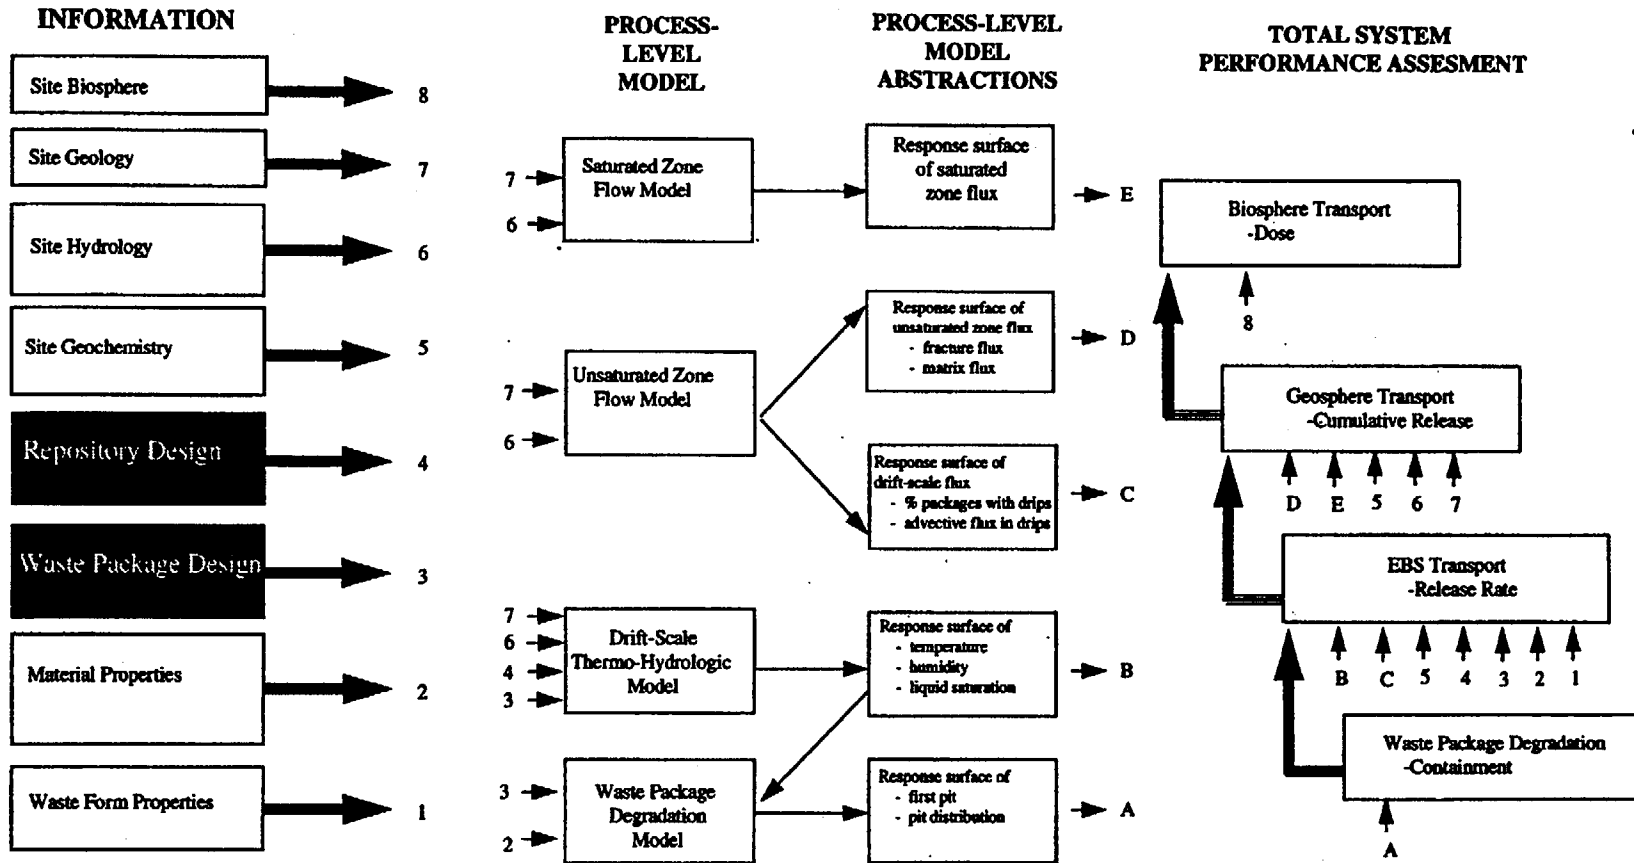 INFORMATION
Site Biosphere
8
Site Geology
7
Site Hydrology
6
Site Geochemistry
5
Repository Design
4
Waste Package Design
3
Material Properties
2
Waste Form Properties
1
PROCESS-
LEVEL
MODEL
7
6
Saturated Zone
Flow Model
7
6
Unsaturated Zone
Flow Model
7
6
4
3
Drift-Scale
Thermo-Hydrologic
Model
3
2
Waste Package
Degradation
Model
PROCESS-LEVEL
MODEL
ABSTRACTIONS
Response surface
of saturated
zone flux
E
Response surface of
unsaturated zone flux
- fracture flux
- matrix flux
D
Response surface of
drift-scale flux
- % packages with drips
- advective flux in drips
C
Response surface of
- temperature
- humidity
- liquid saturation
B
Response surface of
- first pit
- pit distribution
A
TOTAL SYSTEM
PERFORMANCE ASSESMENT
Biosphere Transport
-Dose
8
Geosphere Transport
-Cumulative Release
D E 5 6 7
EBS Transport
-Release Rate
B C 5 4 3 2 1
Waste Package Degradation
-Containment
A